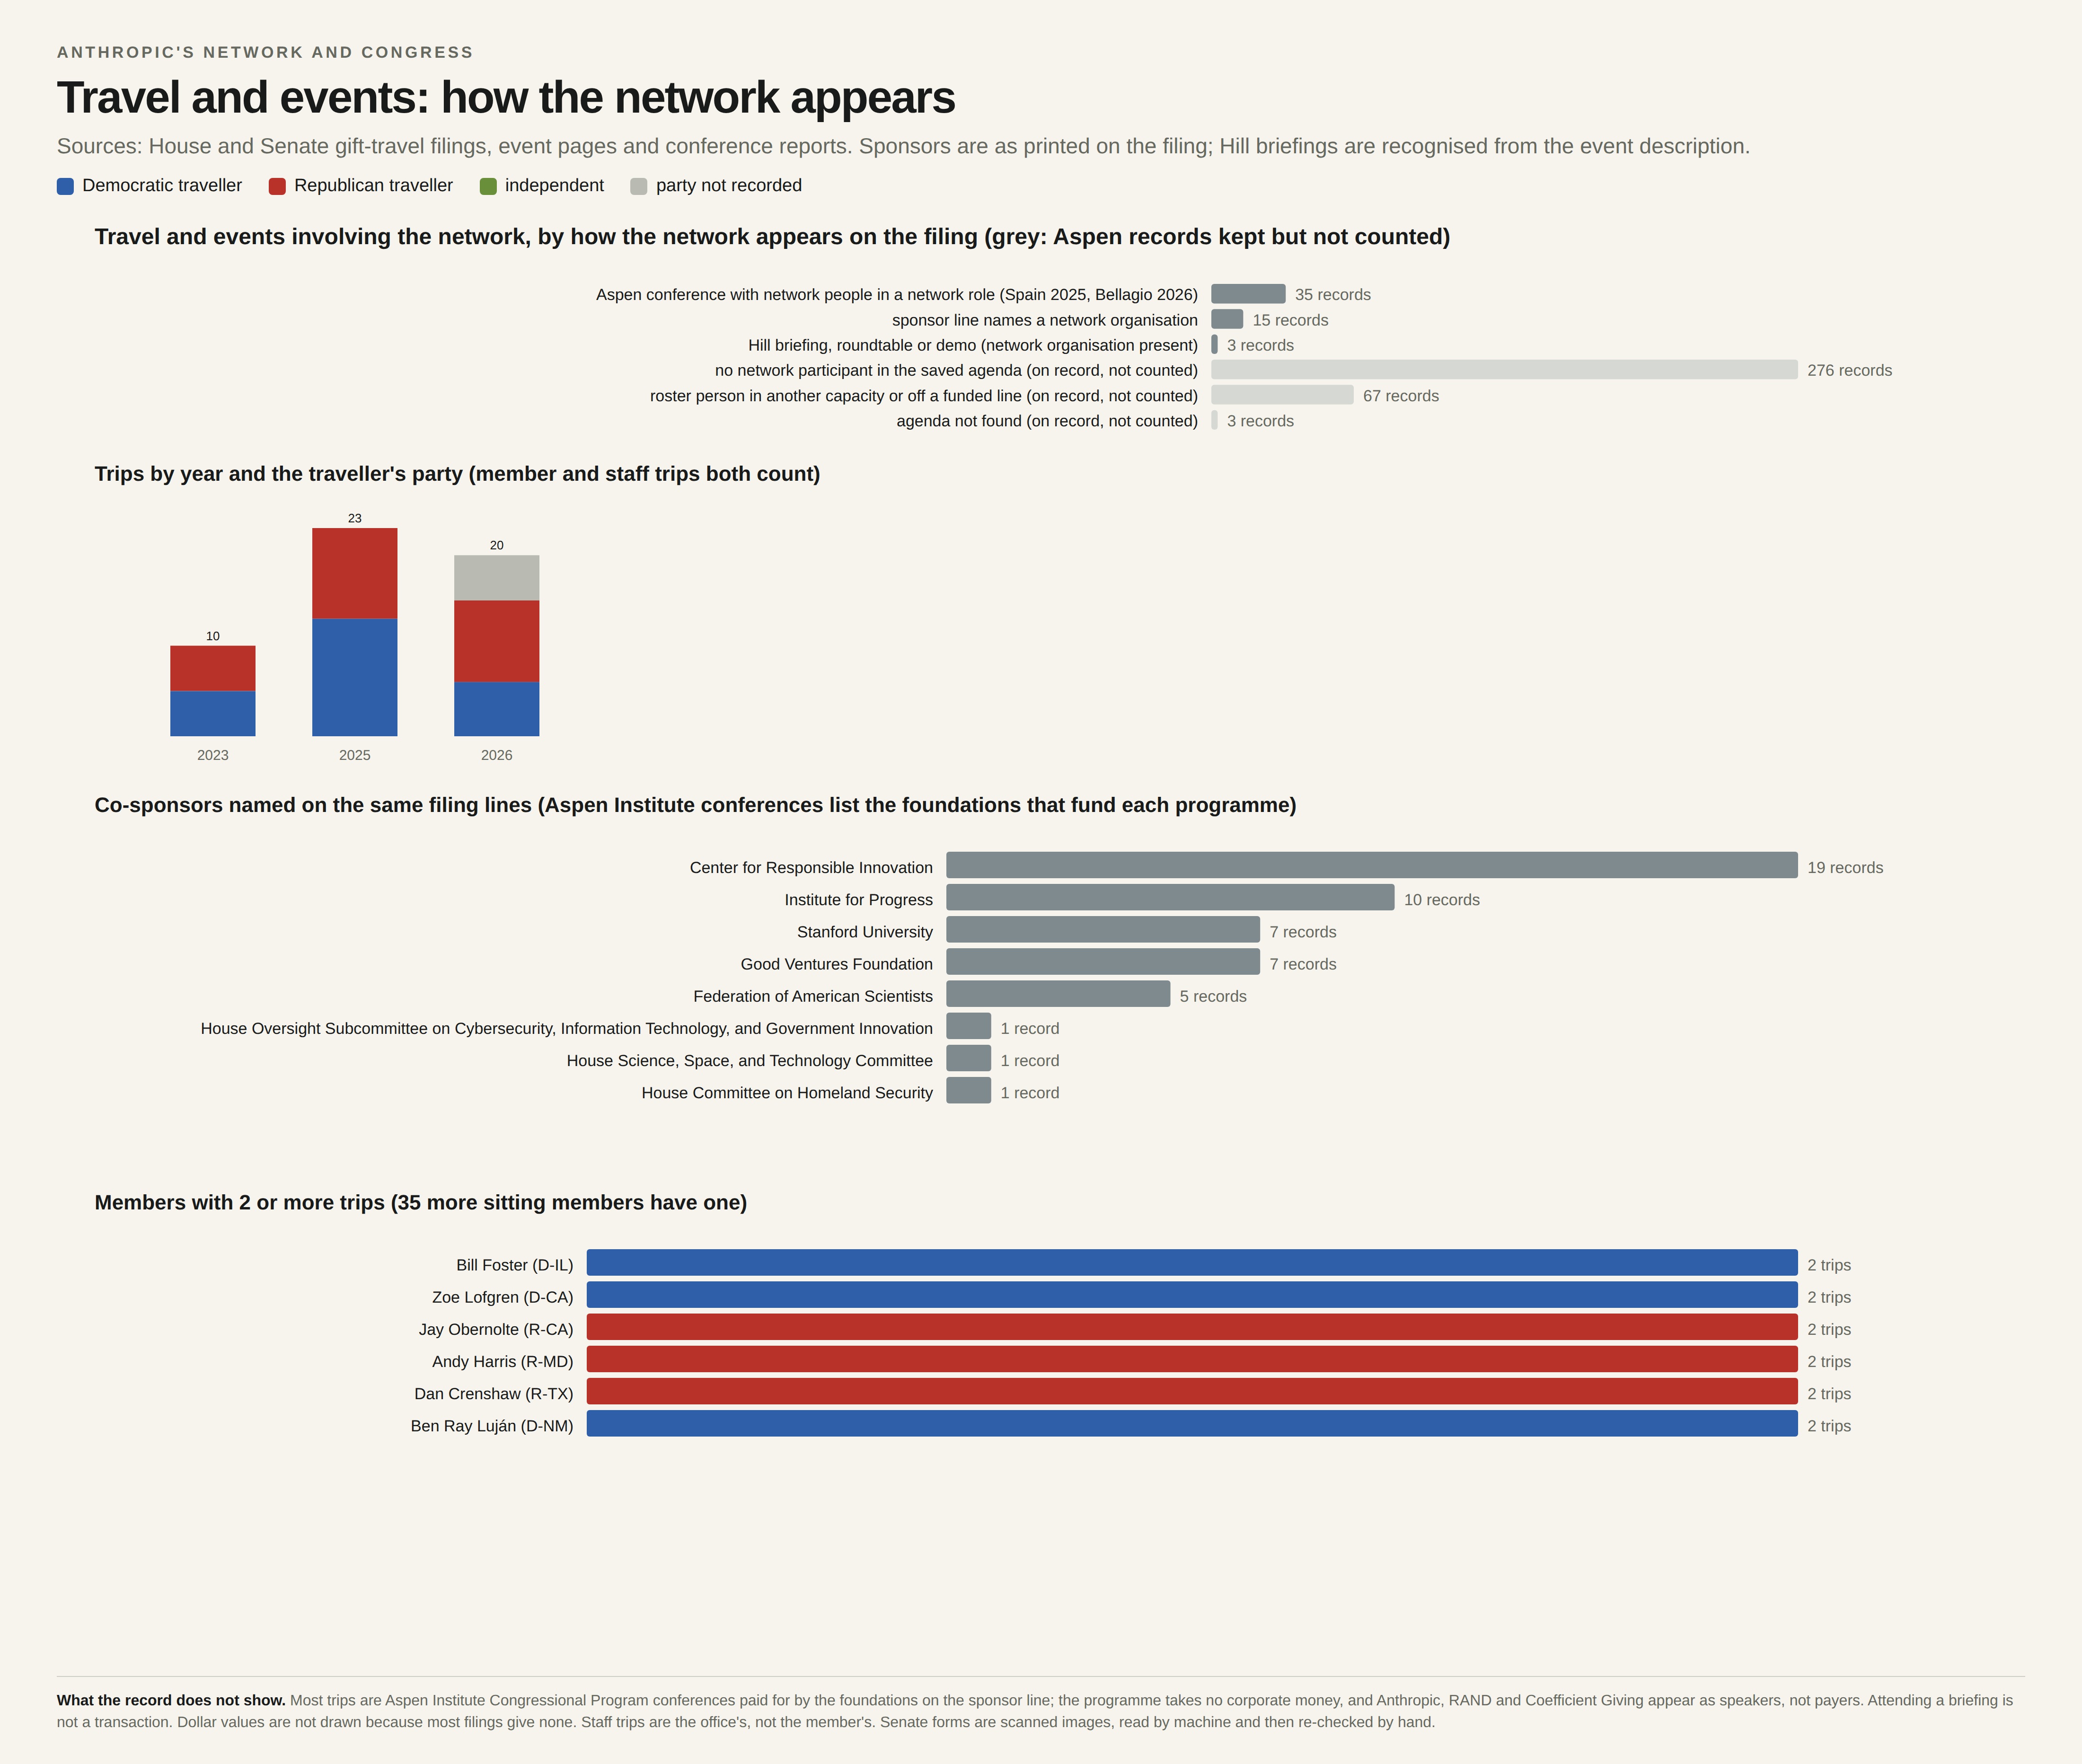 ANTHROPIC'S NETWORK AND CONGRESS
Travel and events: how the network appears
Sources: House and Senate gift-travel filings, event pages and conference reports. Sponsors are as printed on the filing; Hill briefings are recognised from the event description.
Democratic traveller Republican traveller independent party not recorded
Travel and events involving the network, by how the network appears on the filing (grey: Aspen records kept but not counted)
Aspen conference with network people in a network role (Spain 2025, Bellagio 2026) 35 records
sponsor line names a network organisation 15 records
Hill briefing, roundtable or demo (network organisation present) 3 records
no network participant in the saved agenda (on record, not counted) 276 records
roster person in another capacity or off a funded line (on record, not counted) 67 records
agenda not found (on record, not counted) 3 records
Trips by year and the traveller's party (member and staff trips both count)
23
20
10
2023 2025 2026
Co-sponsors named on the same filing lines (Aspen Institute conferences list the foundations that fund each programme)
Center for Responsible Innovation 19 records
Institute for Progress 10 records
Stanford University 7 records
Good Ventures Foundation 7 records
Federation of American Scientists 5 records
House Oversight Subcommittee on Cybersecurity, Information Technology, and Government Innovation 1 record
House Science, Space, and Technology Committee 1 record
House Committee on Homeland Security 1 record
Members with 2 or more trips (35 more sitting members have one)
Bill Foster (D-IL) 2 trips
Zoe Lofgren (D-CA) 2 trips
Jay Obernolte (R-CA) 2 trips
Andy Harris (R-MD) 2 trips
Dan Crenshaw (R-TX) 2 trips
Ben Ray Luján (D-NM) 2 trips
What the record does not show. Most trips are Aspen Institute Congressional Program conferences paid for by the foundations on the sponsor line; the programme takes no corporate money, and Anthropic, RAND and Coefficient Giving appear as speakers, not payers. Attending a briefing is
not a transaction. Dollar values are not drawn because most filings give none. Staff trips are the office's, not the member's. Senate forms are scanned images, read by machine and then re-checked by hand.